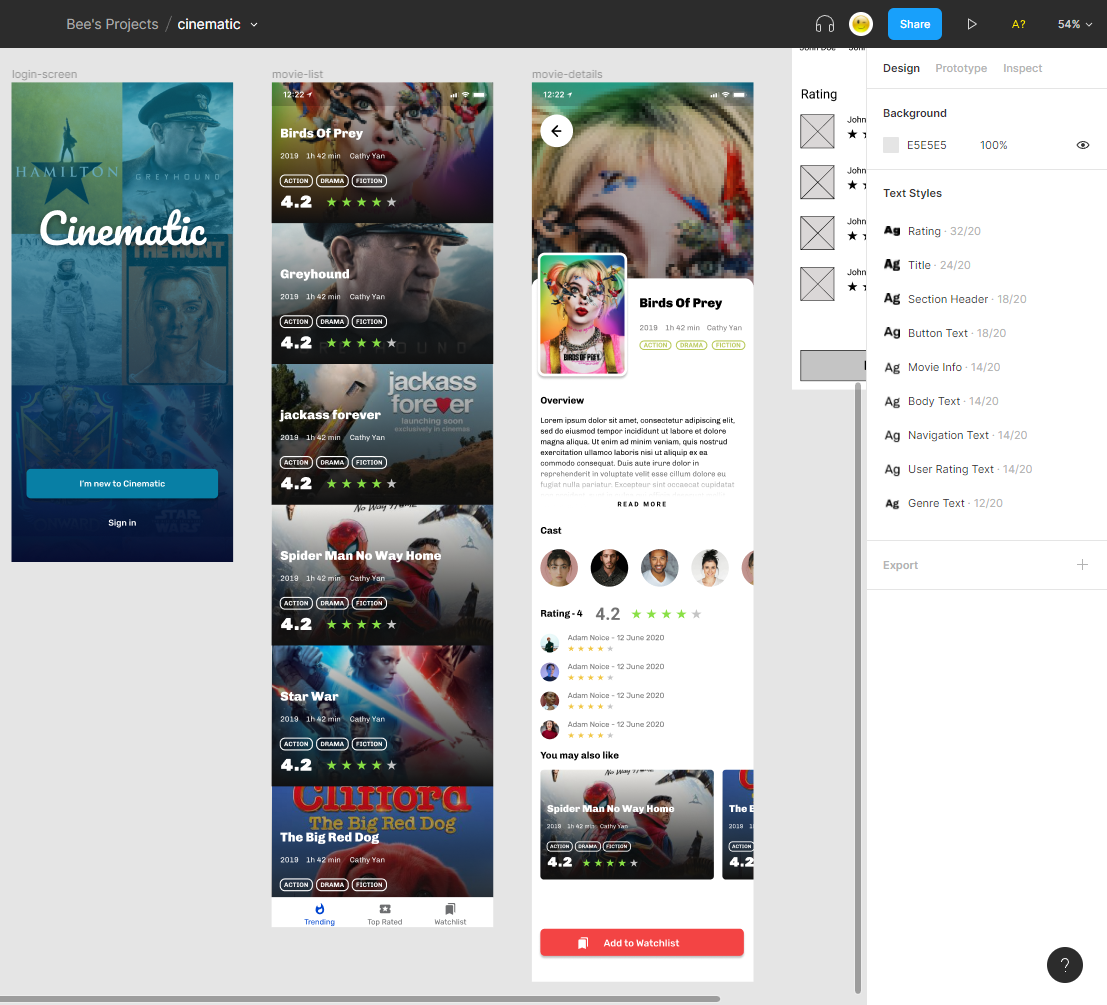 Bee's Projects / cinematic
Share
A?
54%
login-screen
HAMILTON
GREYHOUND
Cinematic
THE HUNT
I'm new to Cinematic
STAR WARS
Sign in
movie-list
12:22
Birds Of Prey
2019 1h 42 min Cathy Yan
ACTION DRAMA FICTION
4.2
Greyhound
2019 1h 42 min Cathy Yan
ACTION DRAMA FICTION
4.2
jackass forever
launching soon
exclusively in cinemas
jackass forever
2019 1h 42 min Cathy Yan
ACTION DRAMA FICTION
4.2
Spider Man No Way Home
2019 1h 42 min Cathy Yan
ACTION DRAMA FICTION
4.2
Star War
2019 1h 42 min Cathy Yan
ACTION DRAMA FICTION
4.2
Clifford
The Big Red Dog
The Big Red Dog
2019 1h 42 min Cathy Yan
ACTION DRAMA FICTION
Trending Top Rated Watchlist
movie-details
12:22
BIRDS OF PREY
Birds Of Prey
2019 1h 42 min Cathy Yan
ACTION DRAMA FICTION
Overview
Lorem ipsum dolor sit amet, consectetur adipiscing elit,
sed do eiusmod tempor incididunt ut labore et dolore
magna aliqua. Ut enim ad minim veniam, quis nostrud
exercitation ullamco laboris nisi ut aliquip ex ea
commodo consequat. Duis aute irure dolor in
reprehenderit in voluptate velit esse cillum dolore eu
fugiat nulla pariatur. Excepteur sint occaecat cupidatat
READ MORE
Cast
Rating - 4 4.2
Adam Noice - 12 June 2020
Adam Noice - 12 June 2020
Adam Noice - 12 June 2020
Adam Noice - 12 June 2020
You may also like
No Way Home
Spider Man No Way Home
2019 1h 42 min Cathy Yan
ACTION DRAMA FICTION
4.2
The B
2019 1
ACTION
4.2
Add to Watchlist
John Doe John
Rating
John
John
John
John
Design Prototype Inspect
Background
E5E5E5 100%
Text Styles
Ag Rating · 32/20
Ag Title · 24/20
Ag Section Header · 18/20
Ag Button Text · 18/20
Ag Movie Info · 14/20
Ag Body Text · 14/20
Ag Navigation Text · 14/20
Ag User Rating Text · 14/20
Ag Genre Text · 12/20
Export
?